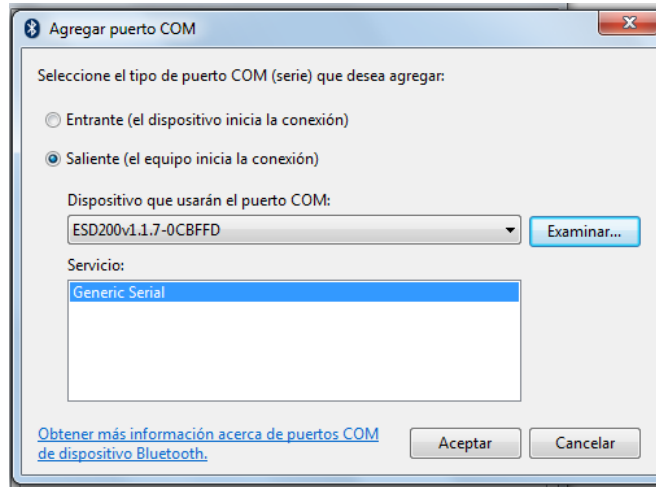 Agregar puerto COM
Seleccione el tipo de puerto COM (serie) que desea agregar:
Entrante (el dispositivo inicia la conexión)
Saliente (el equipo inicia la conexión)
Dispositivo que usarán el puerto COM:
ESD200v1.1.7-0CBFFD
Examinar...
Servicio:
Generic Serial
Obtener más información acerca de puertos COM
de dispositivo Bluetooth.
Aceptar
Cancelar